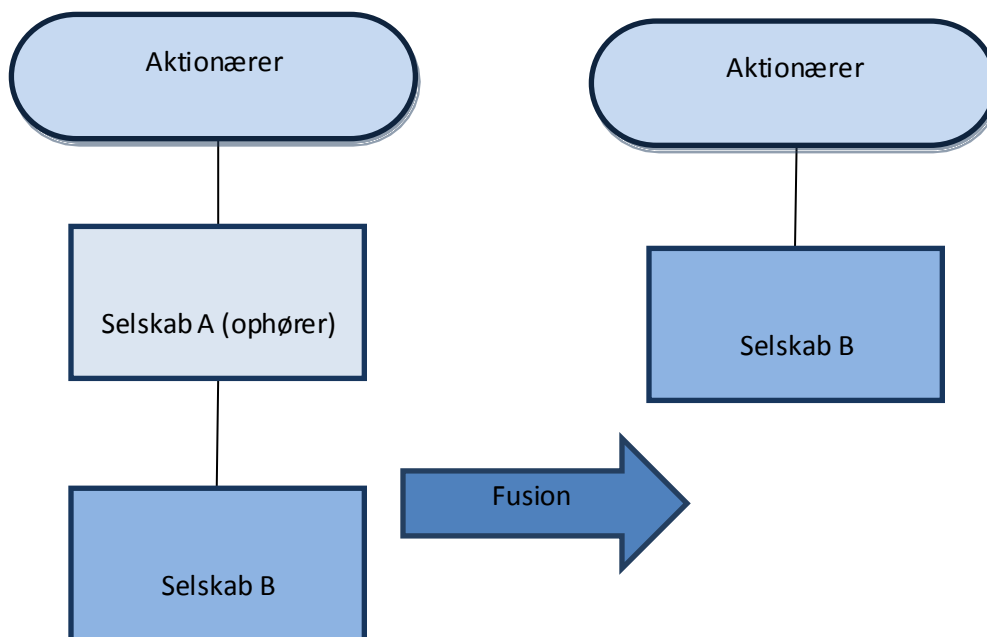 Aktionærer
Selskab A (ophører)
Selskab B
Fusion
Aktionærer
Selskab B